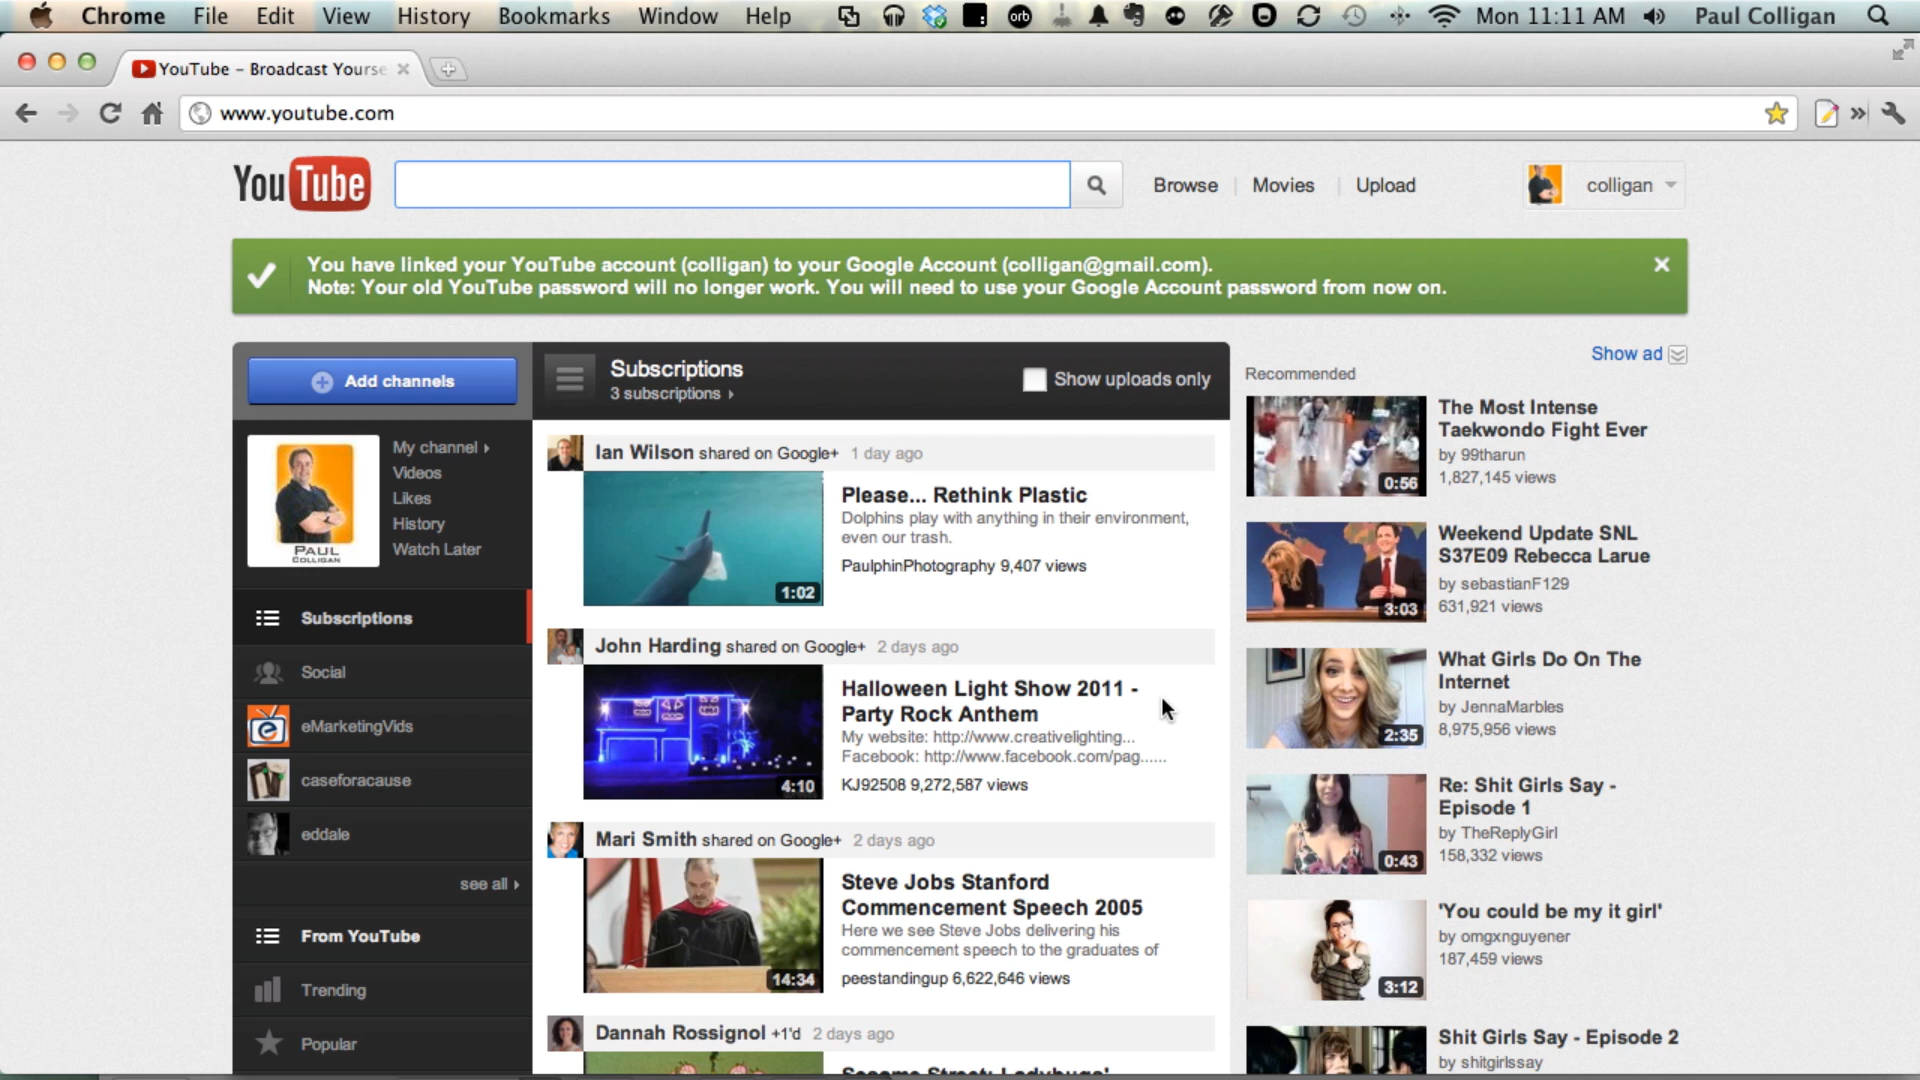 Chrome File Edit View History Bookmarks Window Help orb Mon 11:11 AM Paul Colligan
YouTube - Broadcast Yourse
www.youtube.com
YouTube Browse Movies Upload colligan
You have linked your YouTube account (colligan) to your Google Account (colligan@gmail.com).
Note: Your old YouTube password will no longer work. You will need to use your Google Account password from now on.
Add channels
My channel
Videos
Likes
History
Watch Later
PAUL
COLLIGAN
Subscriptions
Social
eMarketingVids
caseforacause
eddale
see all
From YouTube
Trending
Popular
Subscriptions
3 subscriptions
Show uploads only
Ian Wilson shared on Google+ 1 day ago
1:02
Please... Rethink Plastic
Dolphins play with anything in their environment,
even our trash.
PaulphinPhotography 9,407 views
John Harding shared on Google+ 2 days ago
4:10
Halloween Light Show 2011 -
Party Rock Anthem
My website: http://www.creativelighting...
Facebook: http://www.facebook.com/pag......
KJ92508 9,272,587 views
Mari Smith shared on Google+ 2 days ago
14:34
Steve Jobs Stanford
Commencement Speech 2005
Here we see Steve Jobs delivering his
commencement speech to the graduates of
peestandingup 6,622,646 views
Dannah Rossignol +1'd 2 days ago
Sesame Street: Ladybugs'
Show ad
Recommended
0:56
The Most Intense
Taekwondo Fight Ever
by 99tharun
1,827,145 views
3:03
Weekend Update SNL
S37E09 Rebecca Larue
by sebastianF129
631,921 views
2:35
What Girls Do On The
Internet
by JennaMarbles
8,975,956 views
0:43
Re: Shit Girls Say -
Episode 1
by TheReplyGirl
158,332 views
3:12
'You could be my it girl'
by omgxnguyener
187,459 views
Shit Girls Say - Episode 2
by shitgirlssay